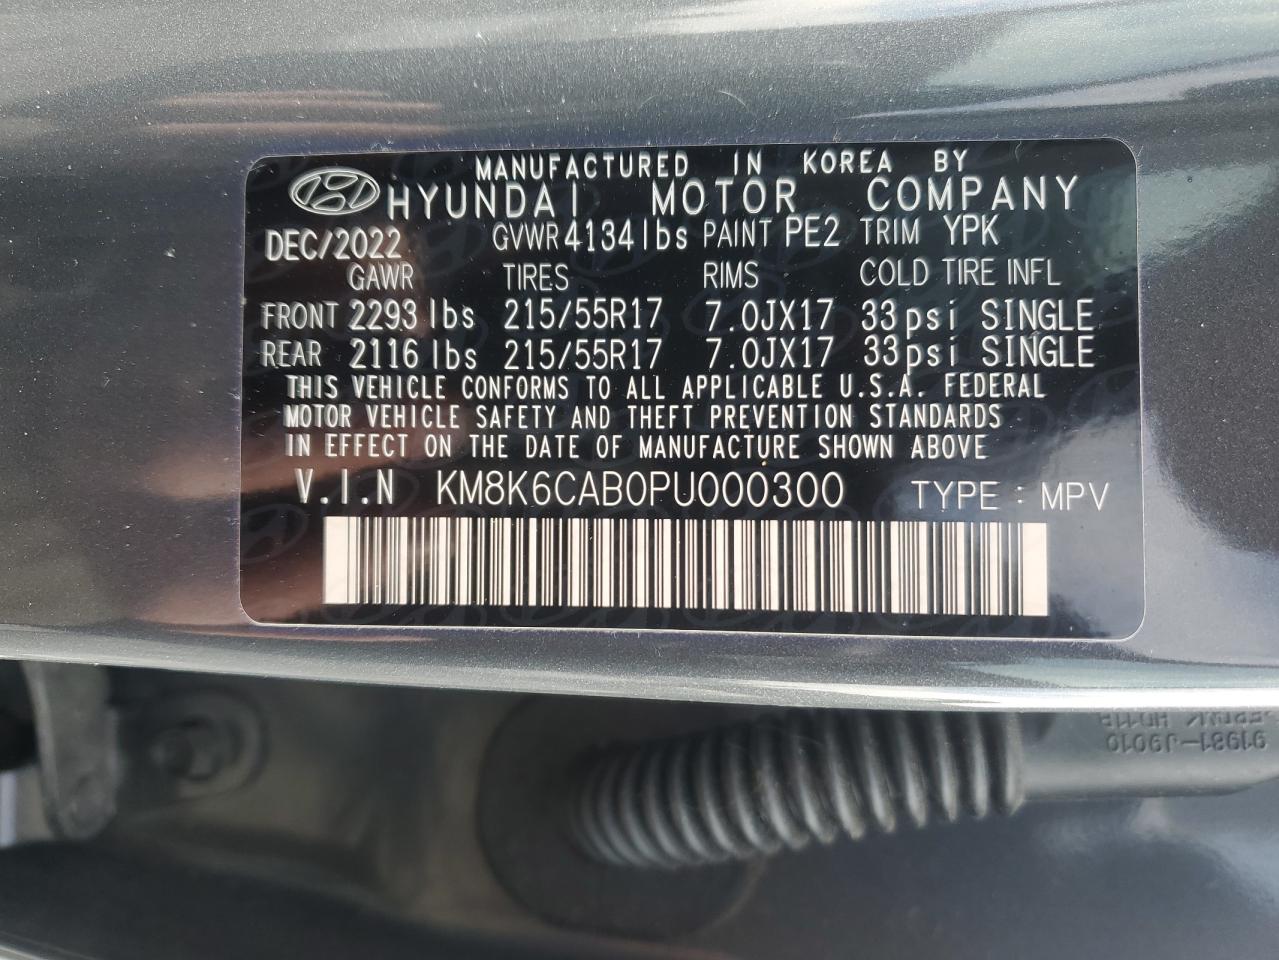 MANUFACTURED IN KOREA BY
HYUNDAI MOTOR COMPANY
DEC/2022 GVWR 4134lbs PAINT PE2 TRIM YPK
GAWR TIRES RIMS COLD TIRE INFL
FRONT 2293 lbs 215/55R17 7.0JX17 33psi SINGLE
REAR 2116 lbs 215/55R17 7.0JX17 33psi SINGLE
THIS VEHICLE CONFORMS TO ALL APPLICABLE U.S.A. FEDERAL
MOTOR VEHICLE SAFETY AND THEFT PREVENTION STANDARDS
IN EFFECT ON THE DATE OF MANUFACTURE SHOWN ABOVE
V.I.N KM8K6CAB0PU000300 TYPE : MPV
91981-J9010